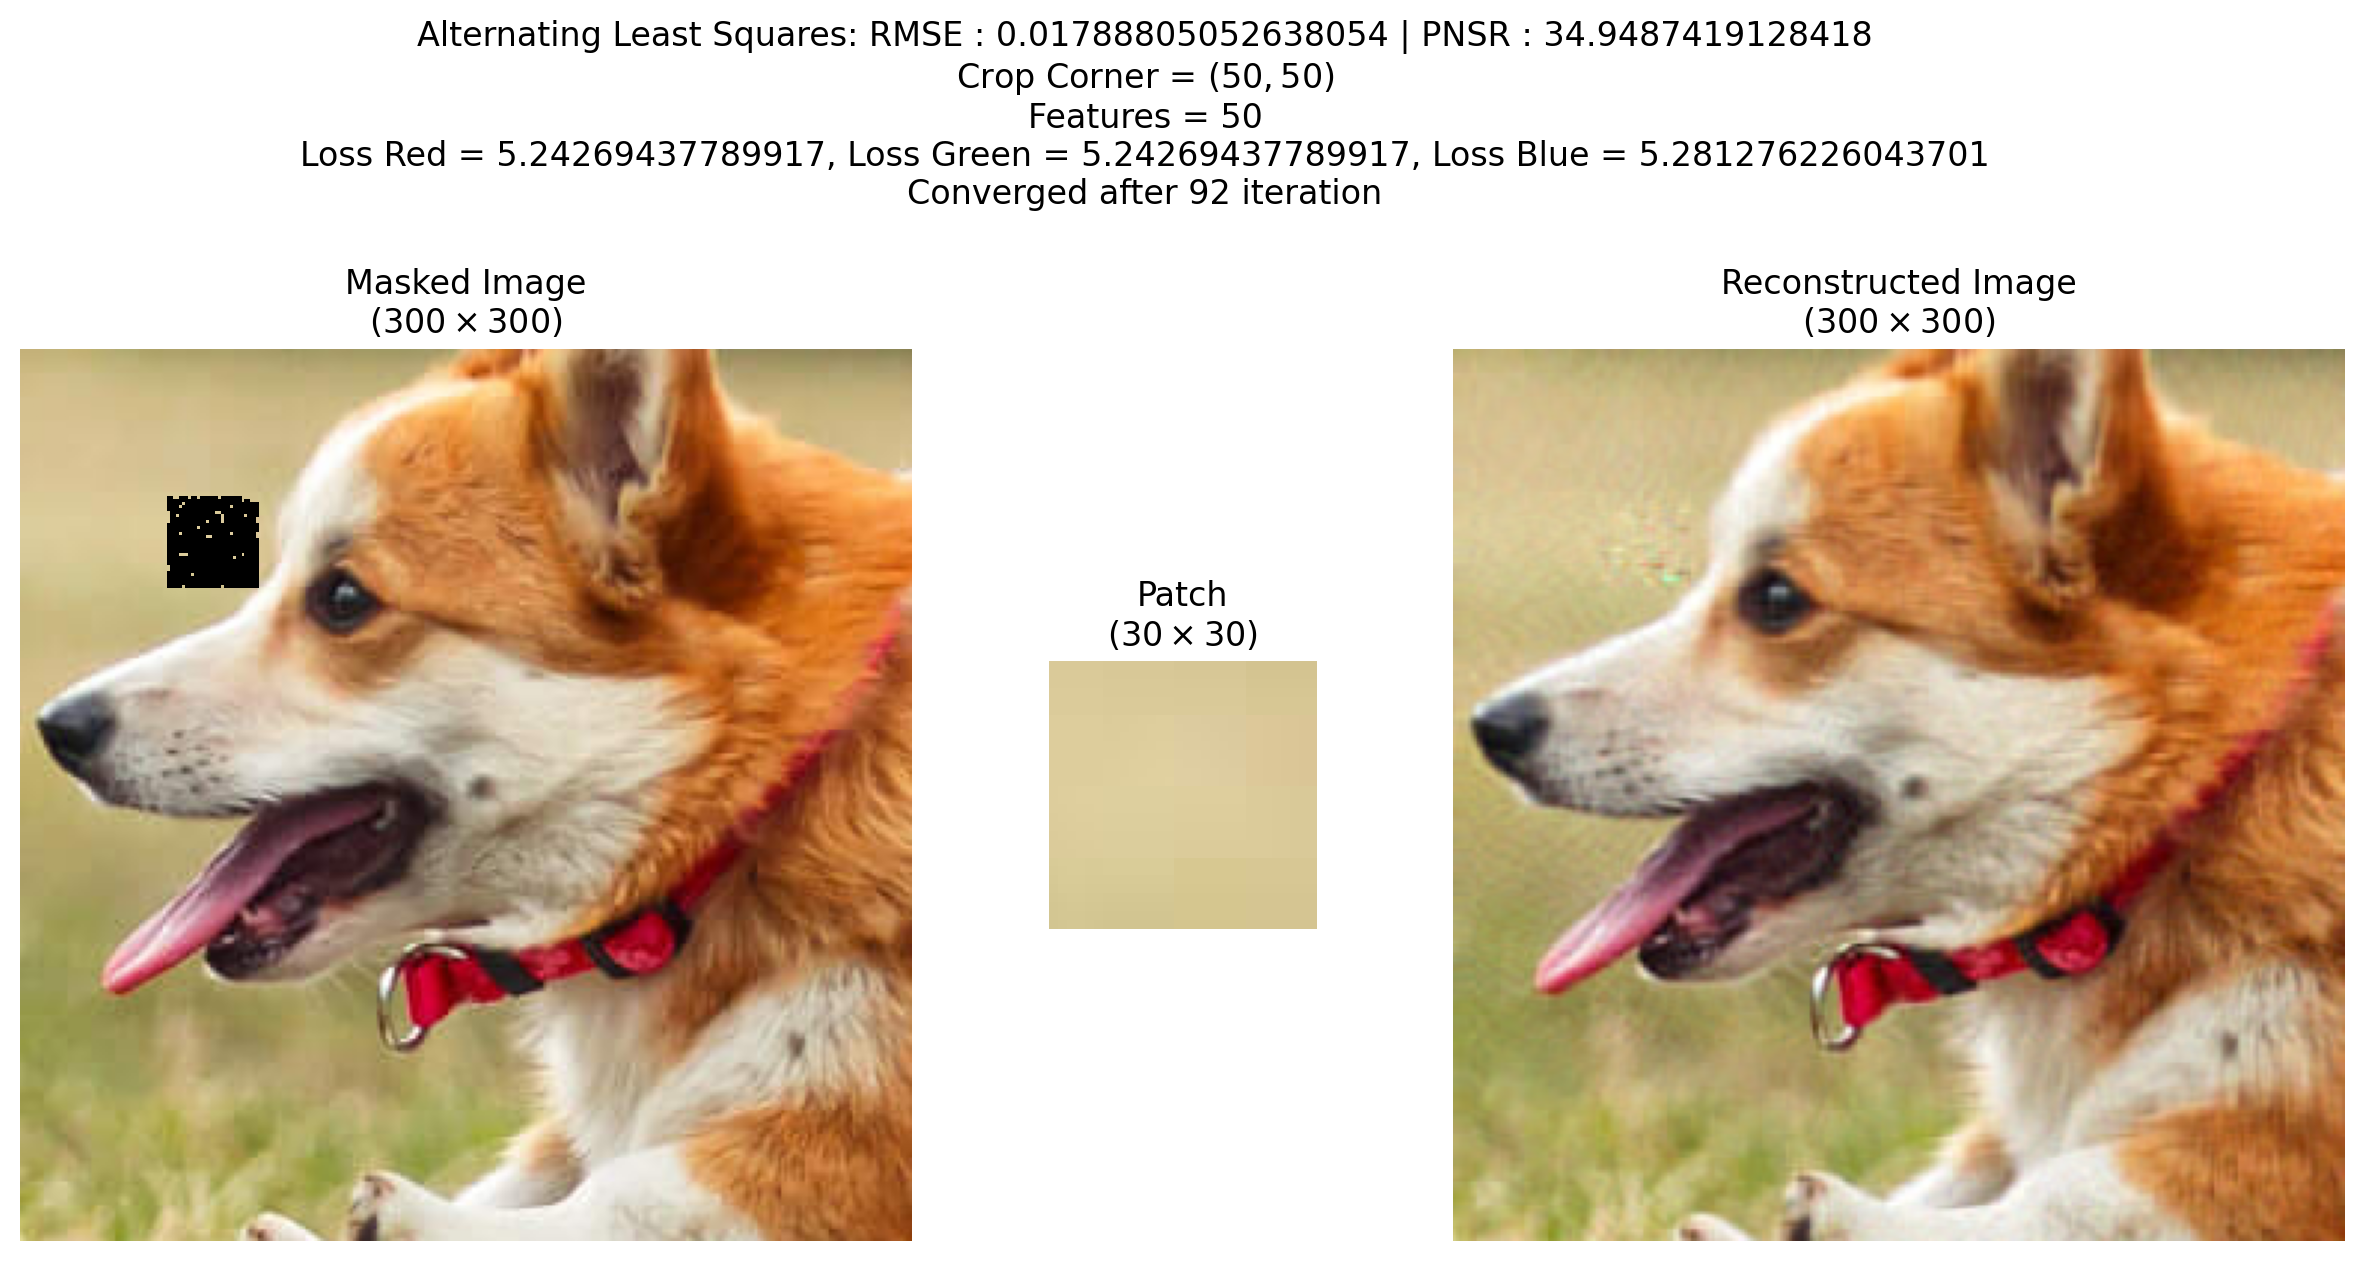 Alternating Least Squares: RMSE : 0.01788805052638054 | PNSR : 34.9487419128418
Crop Corner = (50, 50)
Features = 50
Loss Red = 5.24269437789917, Loss Green = 5.24269437789917, Loss Blue = 5.281276226043701
Converged after 92 iteration
Masked Image
(300 × 300)
Patch
(30 × 30)
Reconstructed Image
(300 × 300)